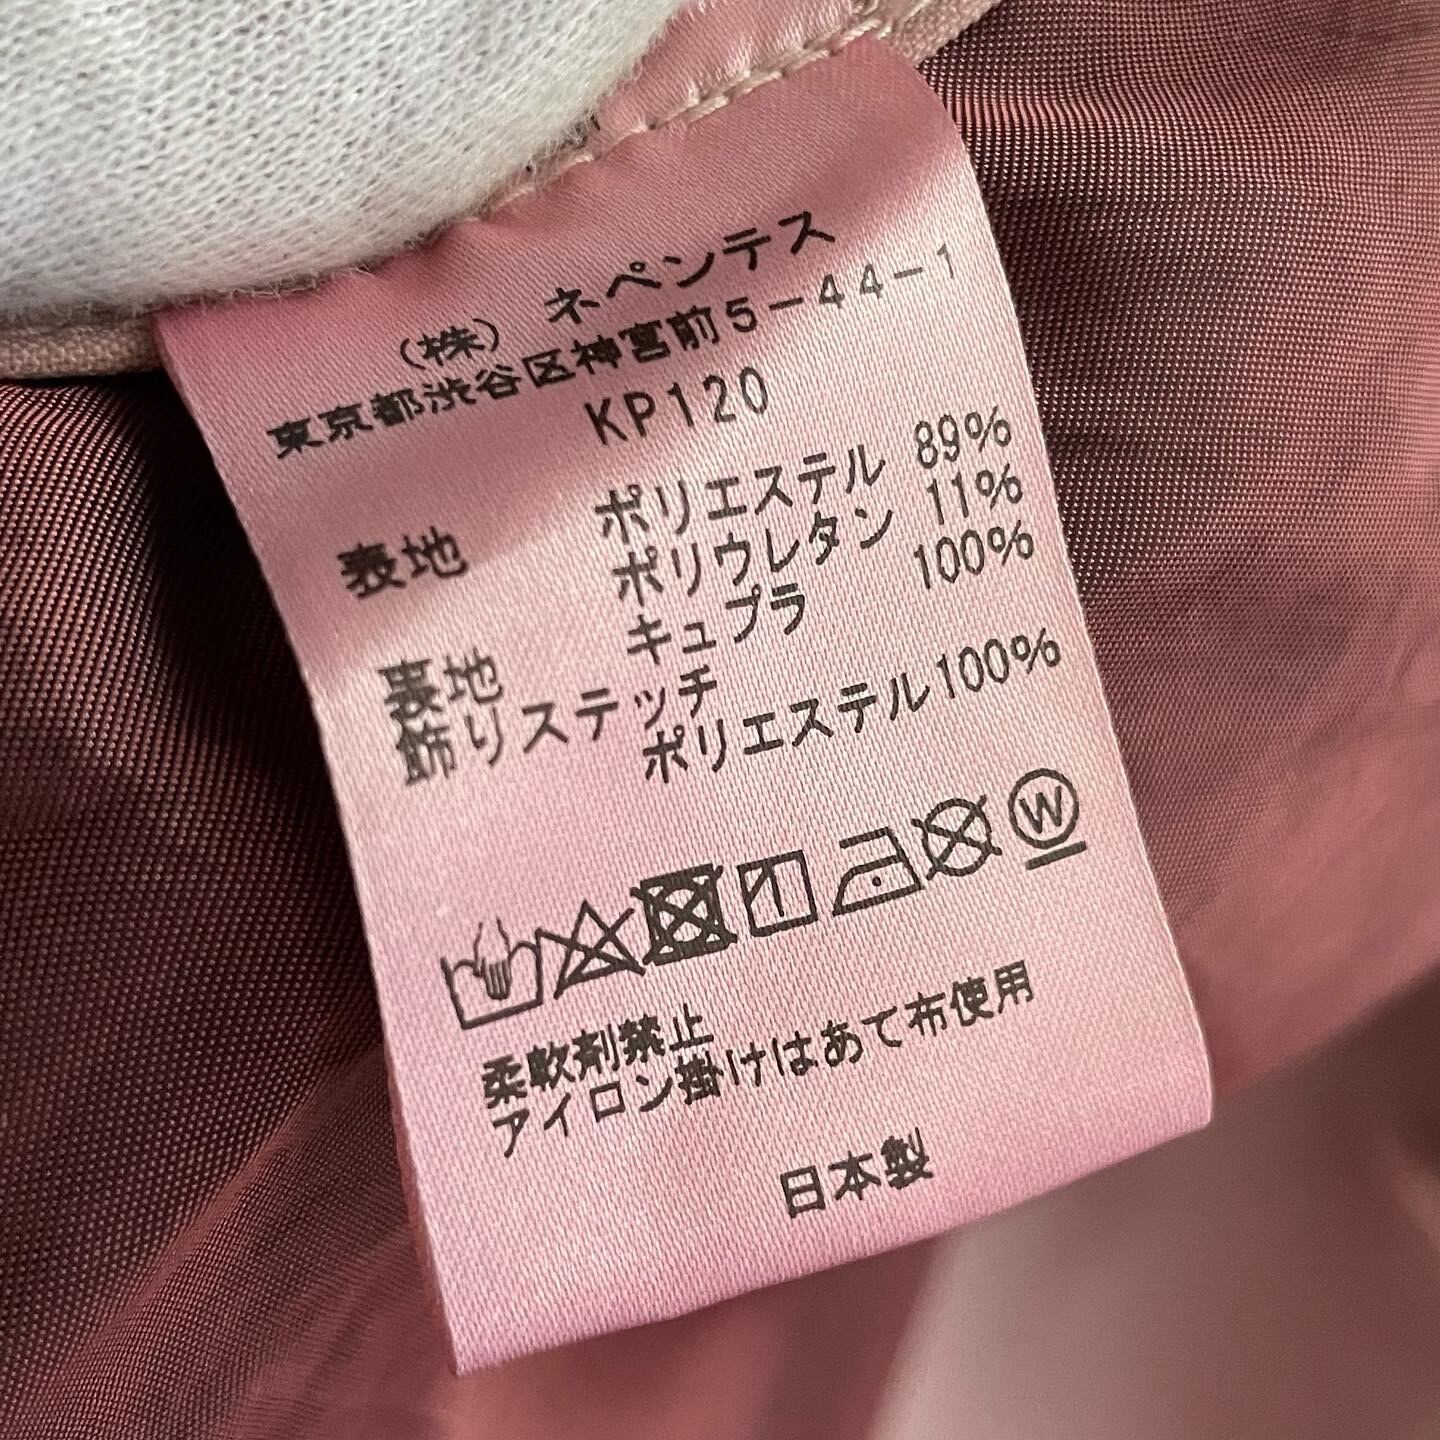 (株) ネペンテス
東京都渋谷区神宮前5-44-1
KP120
表地 ポリエステル 89%
ポリウレタン 11%
裏地 キュプラ 100%
飾りステッチ
ポリエステル100%
W
柔軟剤禁止
アイロン掛けはあて布使用
日本製